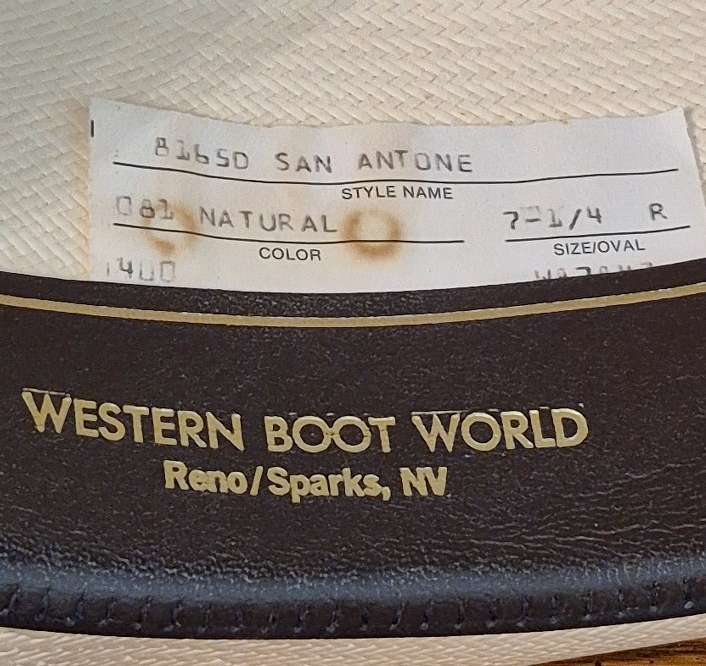 8165D SAN ANTONE
STYLE NAME
081 NATURAL 7-1/4 R
COLOR SIZE/OVAL
WESTERN BOOT WORLD
Reno/Sparks, NV